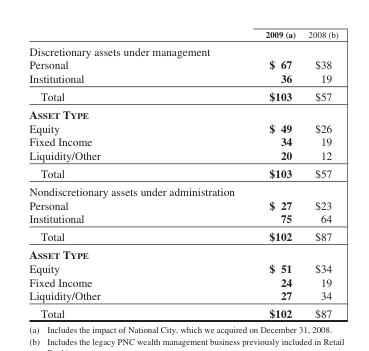 2009 (a) 2008 (b)
Discretionary assets under management
Personal $ 67 $38
Institutional 36 19
Total $103 $57
ASSET TYPE
Equity $ 49 $26
Fixed Income 34 19
Liquidity/Other 20 12
Total $103 $57
Nondiscretionary assets under administration
Personal $ 27 $23
Institutional 75 64
Total $102 $87
ASSET TYPE
Equity $ 51 $34
Fixed Income 24 19
Liquidity/Other 27 34
Total $102 $87
(a) Includes the impact of National City, which we acquired on December 31, 2008.
(b) Includes the legacy PNC wealth management business previously included in Retail